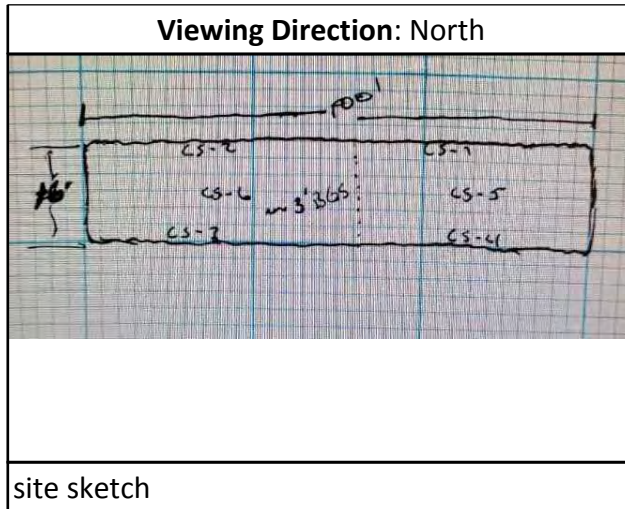 Viewing Direction: North
100'
CS-2 CS-1
16' CS-6 ~ 3' BGS CS-5
CS-3 CS-4
site sketch